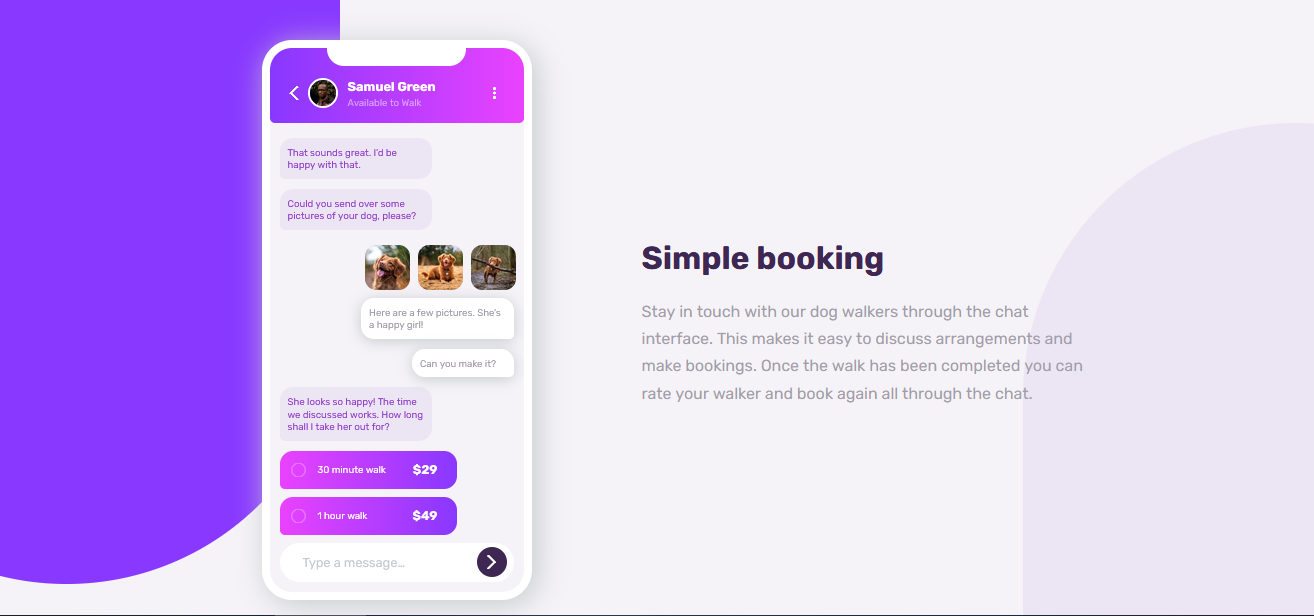 Samuel Green
Available to Walk
That sounds great. I'd be
happy with that.
Could you send over some
pictures of your dog, please?
Here are a few pictures. She's
a happy girl!
Can you make it?
She looks so happy! The time
we discussed works. How long
shall I take her out for?
30 minute walk $29
1 hour walk $49
Type a message...
Simple booking
Stay in touch with our dog walkers through the chat
interface. This makes it easy to discuss arrangements and
make bookings. Once the walk has been completed you can
rate your walker and book again all through the chat.